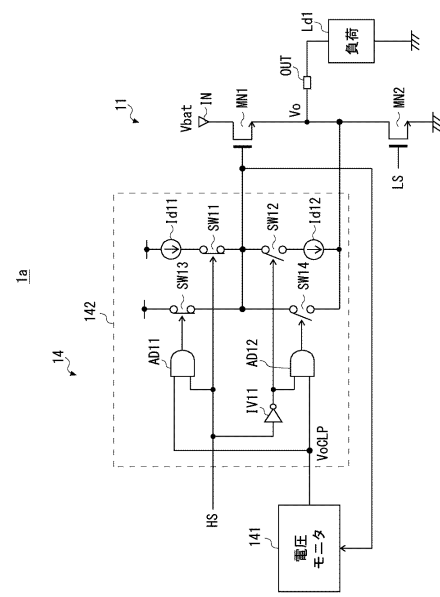 1a
14
11
142
Vbat
IN
MN1
Vo
OUT
Ld1
負荷
MN2
LS
Id11
SW11
SW13
SW12
Id12
SW14
AD11
AD12
IV11
HS
VoCLP
141
電圧
モニタ